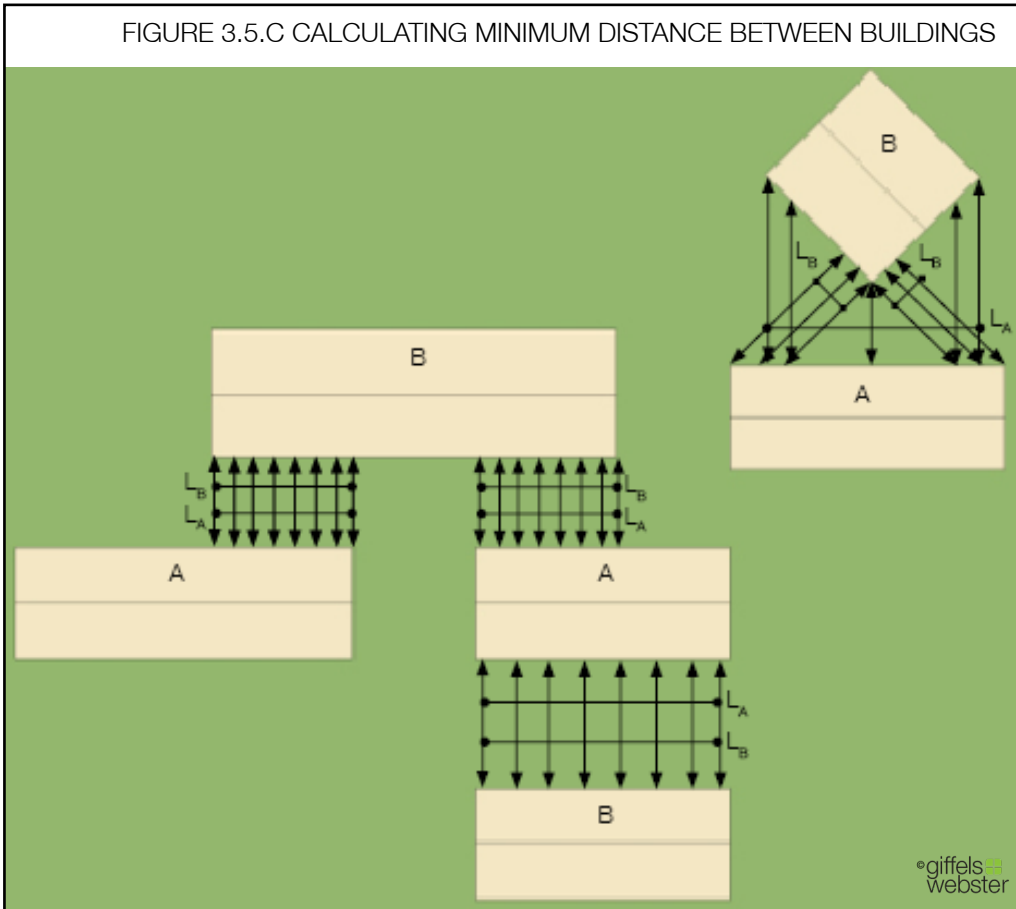 FIGURE 3.5.C CALCULATING MINIMUM DISTANCE BETWEEN BUILDINGS
B
LB
LB
LA
A
B
LB
LA
LB
LA
A
A
LA
LB
B
©giffels
webster